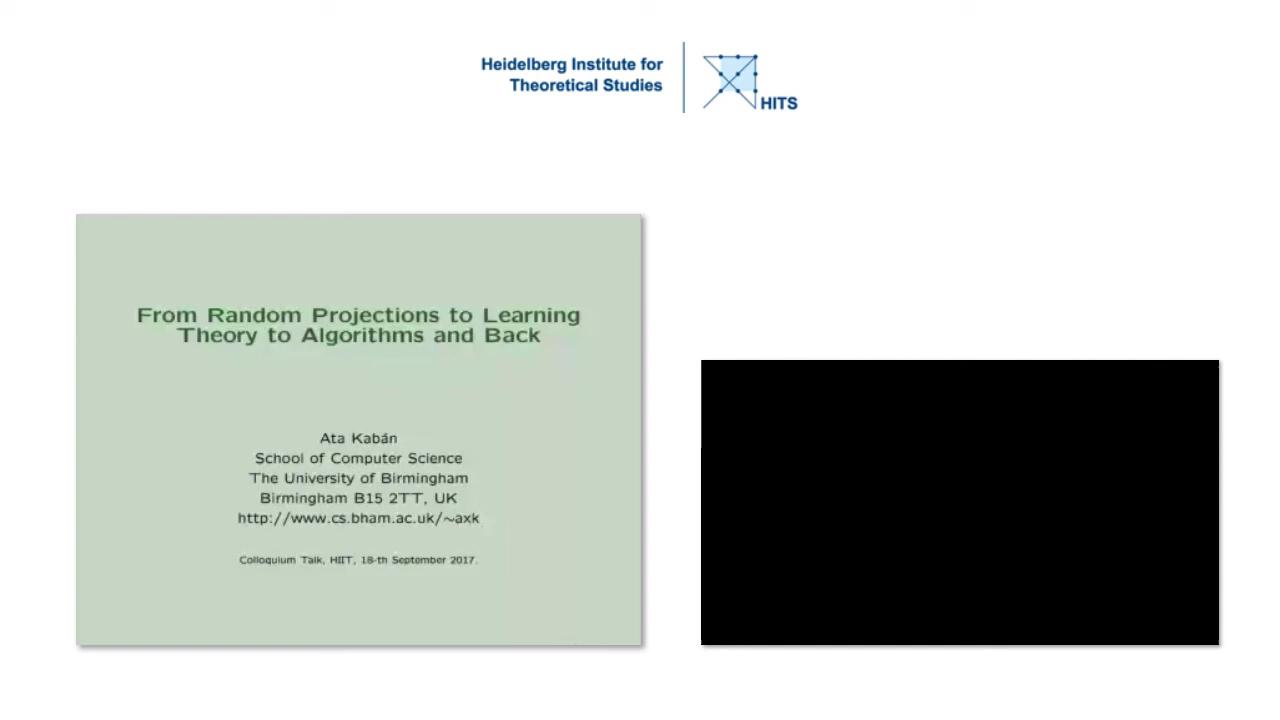 Heidelberg Institute for
Theoretical Studies
HITS
From Random Projections to Learning
Theory to Algorithms and Back
Ata Kabán
School of Computer Science
The University of Birmingham
Birmingham B15 2TT, UK
http://www.cs.bham.ac.uk/~axk
Colloquium Talk, HIIT, 18-th September 2017.